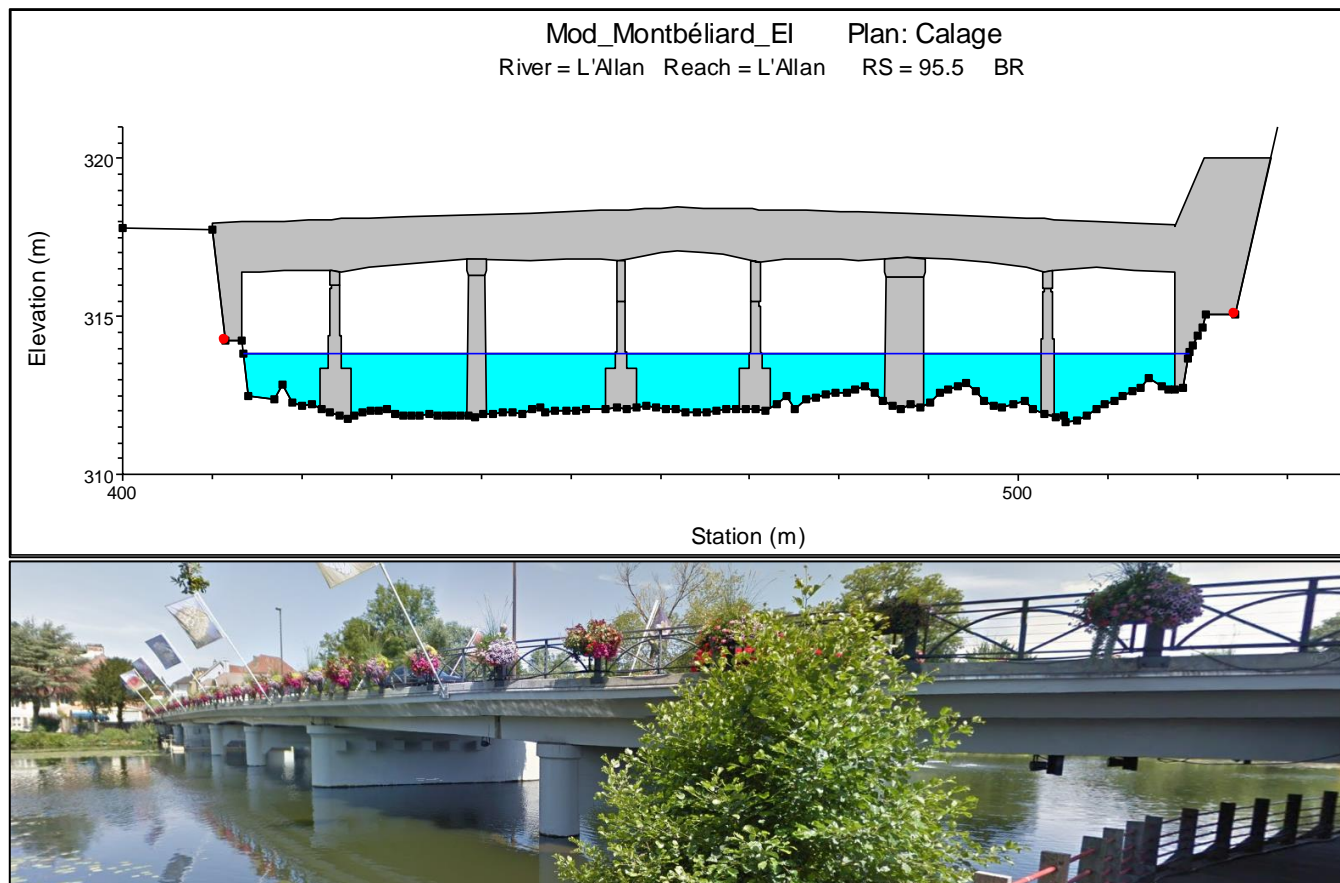 Mod_Montbéliard_El Plan: Calage
River = L'Allan Reach = L'Allan RS = 95.5 BR
320
315
310
400
500
Elevation (m)
Station (m)